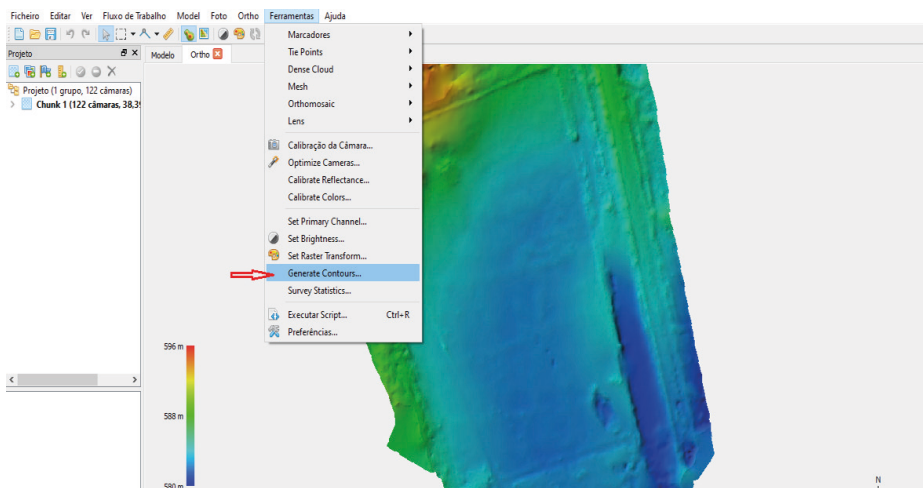 Ficheiro Editar Ver Fluxo de Trabalho Model Foto Ortho Ferramentas Ajuda
Projeto
Modelo Ortho
Projeto (1 grupo, 122 câmaras)
Chunk 1 (122 câmaras, 38,39
Marcadores
Tie Points
Dense Cloud
Mesh
Orthomosaic
Lens
Calibração da Câmara...
Optimize Cameras...
Calibrate Reflectance...
Calibrate Colors...
Set Primary Channel...
Set Brightness...
Set Raster Transform...
Generate Contours...
Survey Statistics...
Executar Script... Ctrl+R
Preferências...
596 m
588 m
580 m
N